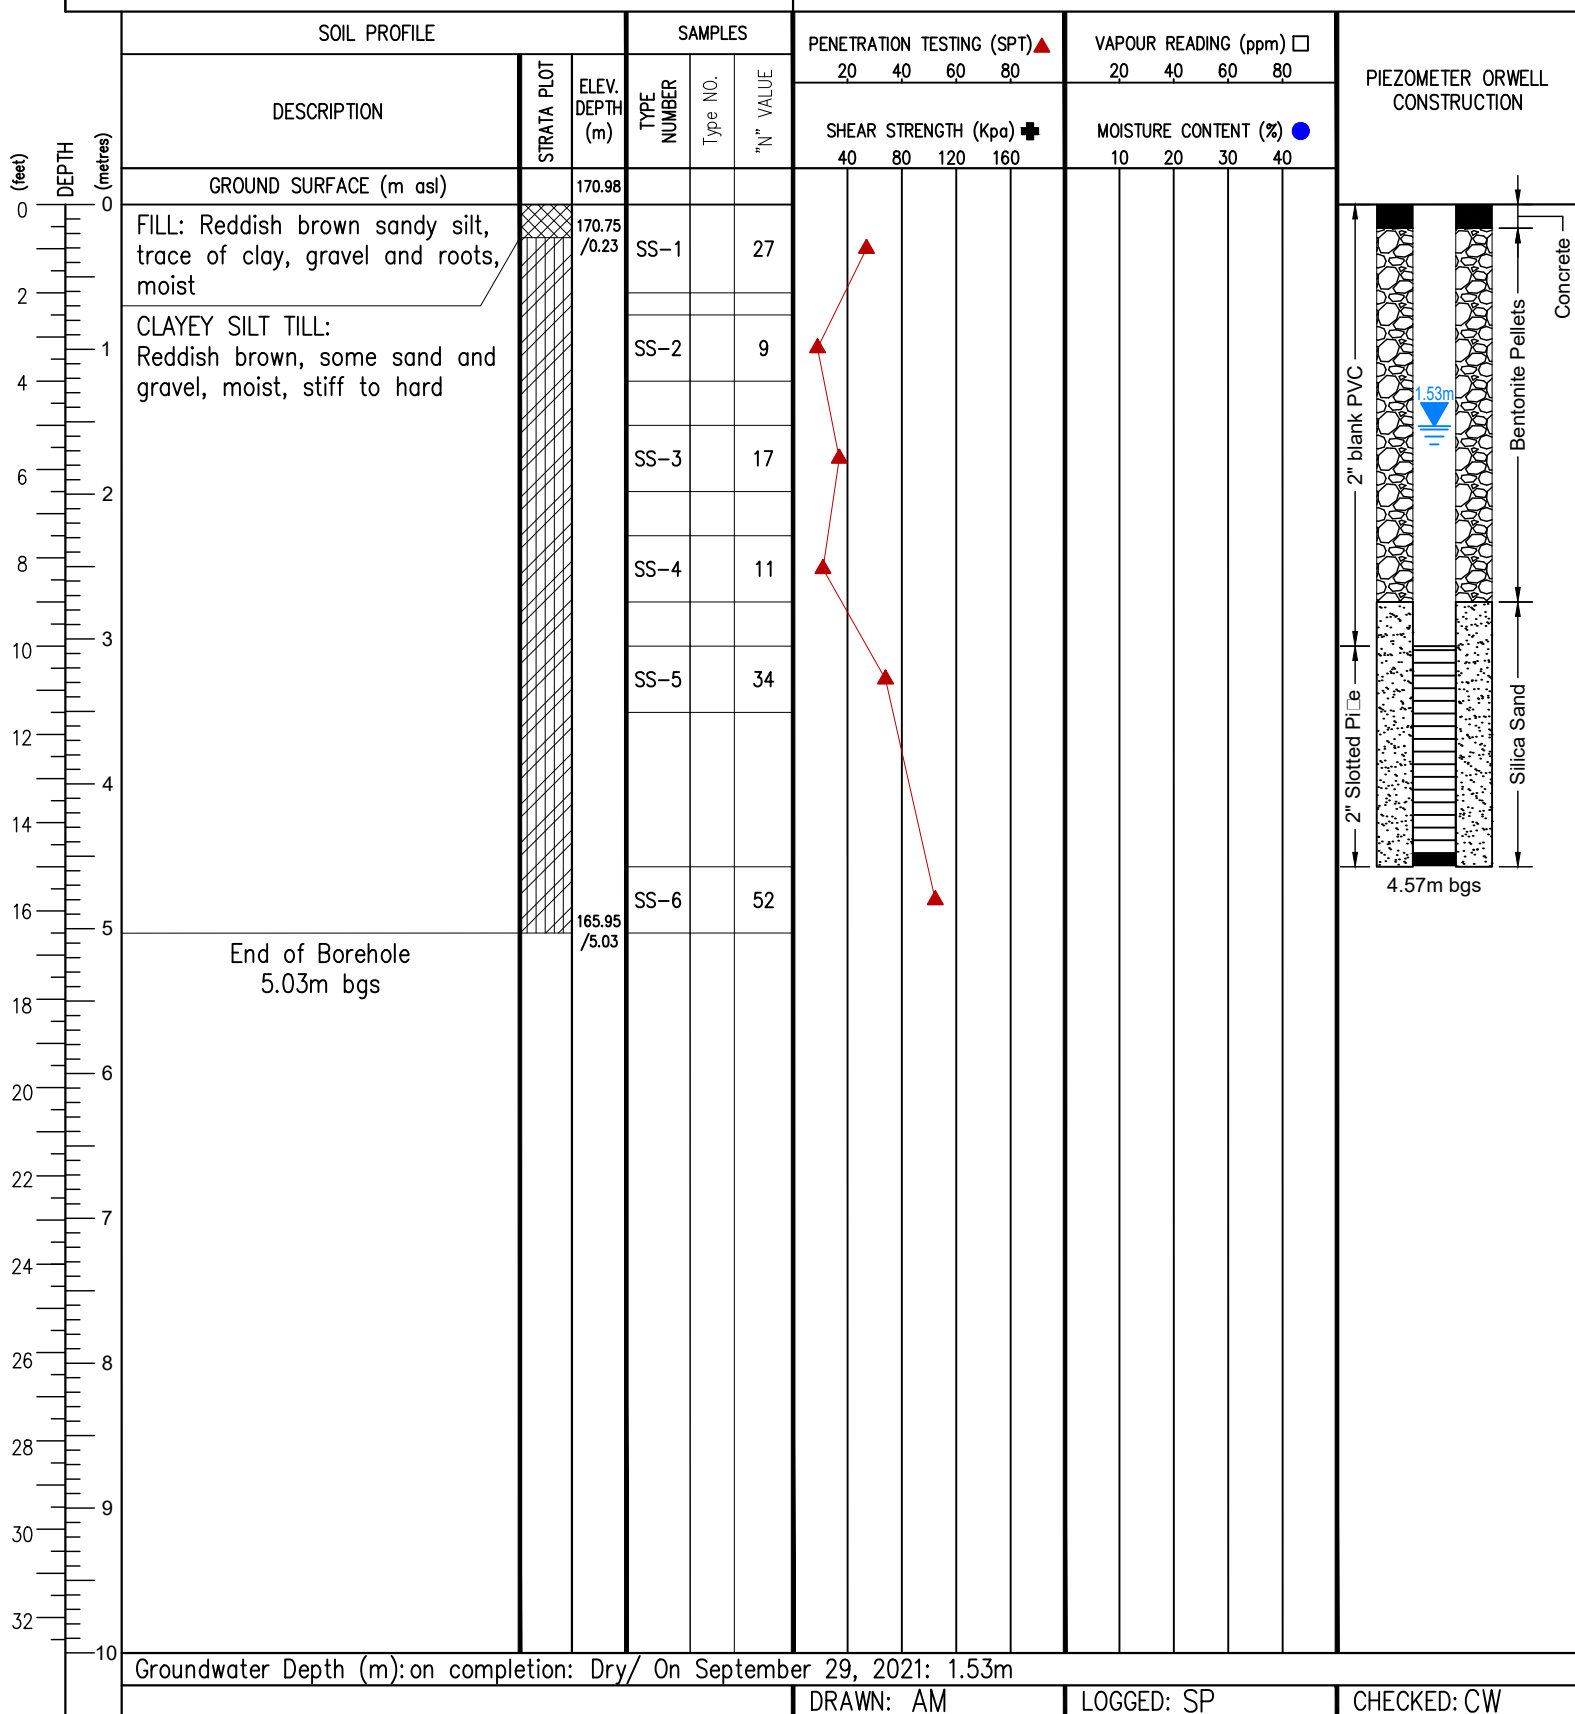 SOIL PROFILE
SAMPLES
PENETRATION TESTING (SPT)
20 40 60 80
SHEAR STRENGTH (Kpa)
40 80 120 160
VAPOUR READING (ppm)
20 40 60 80
MOISTURE CONTENT (%)
10 20 30 40
PIEZOMETER ORWELL
CONSTRUCTION
DESCRIPTION
STRATA PLOT
ELEV.
DEPTH
(m)
TYPE
NUMBER
Type NO.
"N" VALUE
(feet)
DEPTH
(metres)
GROUND SURFACE (m asl)
170.98
FILL: Reddish brown sandy silt,
trace of clay, gravel and roots,
moist
170.75
/0.23
CLAYEY SILT TILL:
Reddish brown, some sand and
gravel, moist, stiff to hard
SS-1 27
SS-2 9
SS-3 17
SS-4 11
SS-5 34
SS-6 52
165.95
/5.03
End of Borehole
5.03m bgs
0
2
4
6
8
10
12
14
16
18
20
22
24
26
28
30
32
0
1
2
3
4
5
6
7
8
9
10
Concrete
Bentonite Pellets
2" blank PVC
1.53m
Silica Sand
2" Slotted Pi□e
4.57m bgs
Groundwater Depth (m): on completion: Dry/ On September 29, 2021: 1.53m
DRAWN: AM
LOGGED: SP
CHECKED: CW